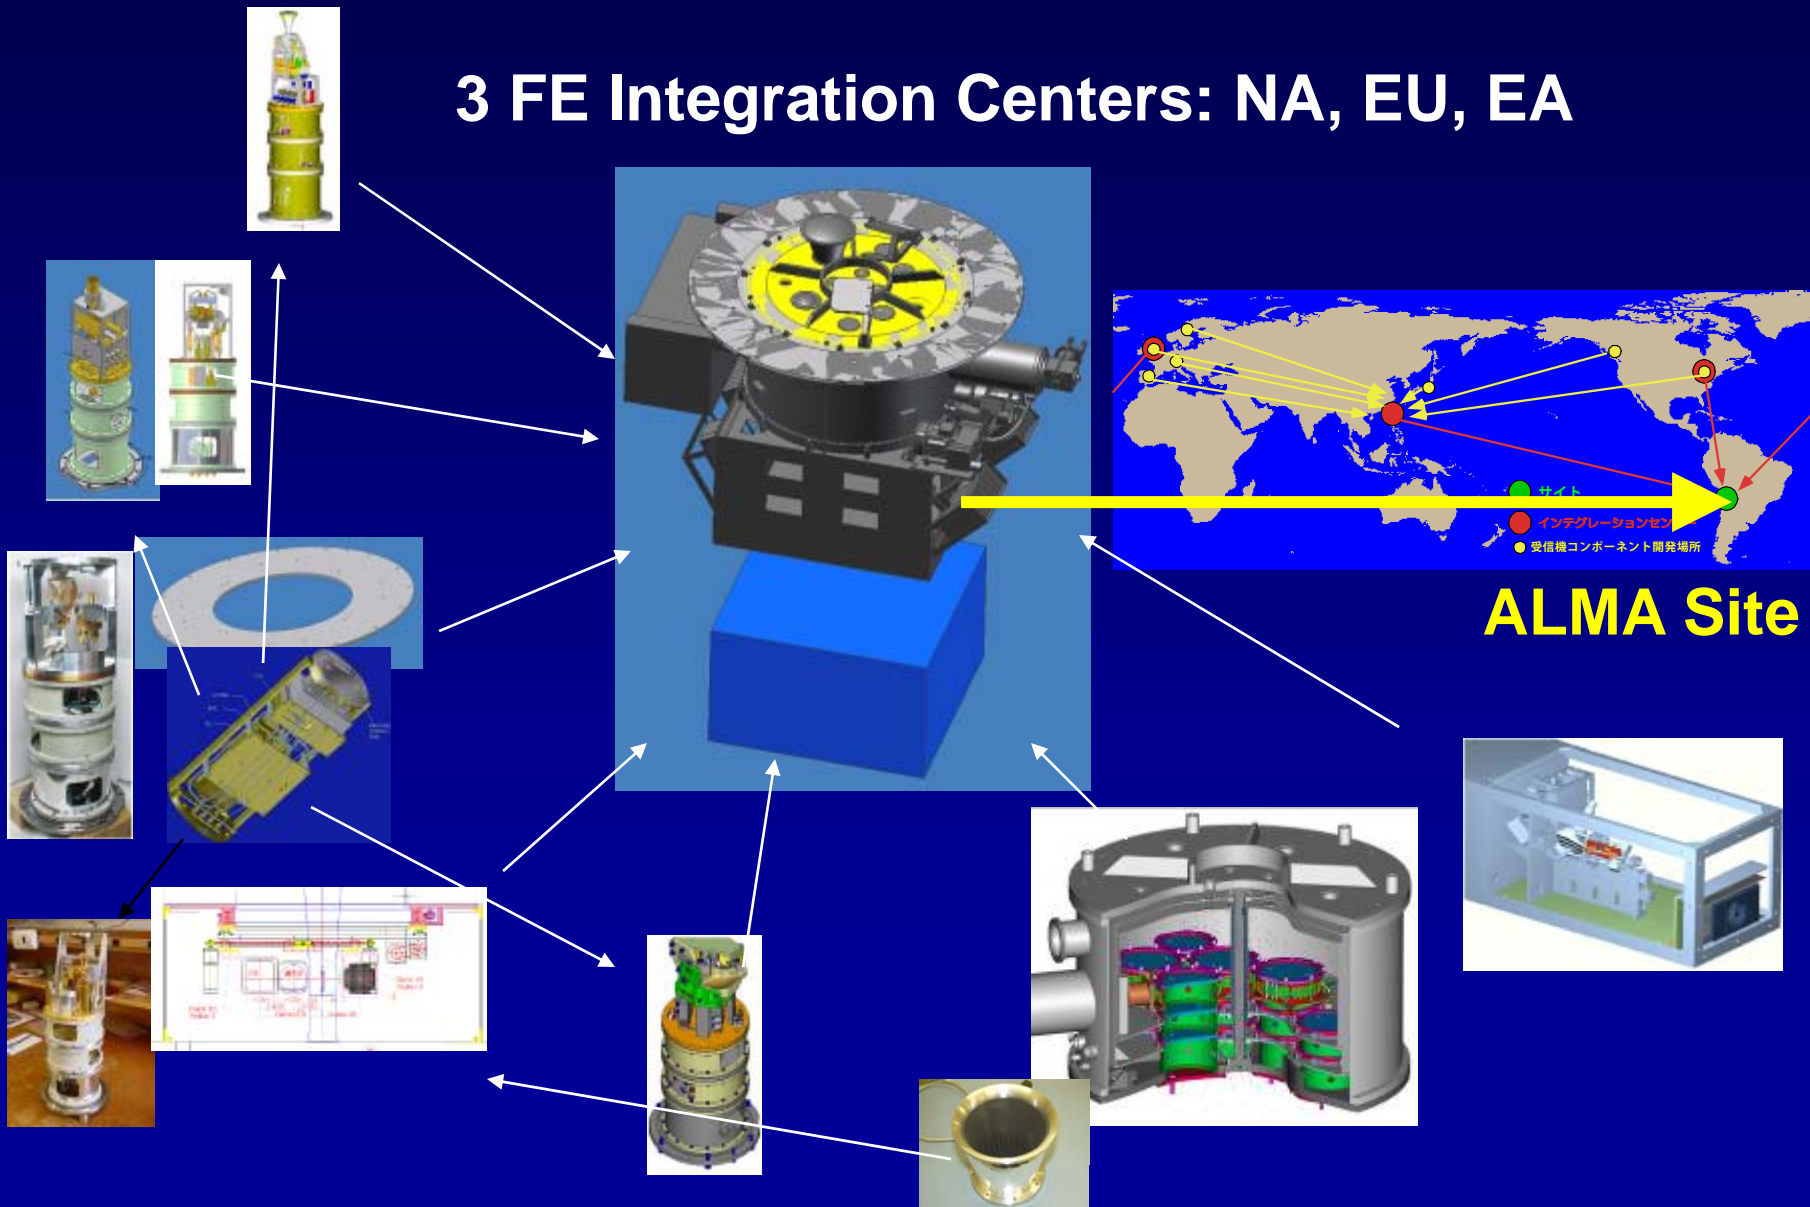 3 FE Integration Centers: NA, EU, EA
サイト
インテグレーションセン
受信機コンポーネント開発場所
ALMA Site